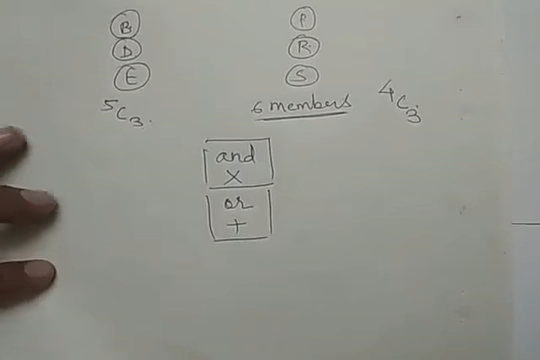 B P
D R
E S
⁵C₃. 6 members ⁴C₃
and
×
or
+